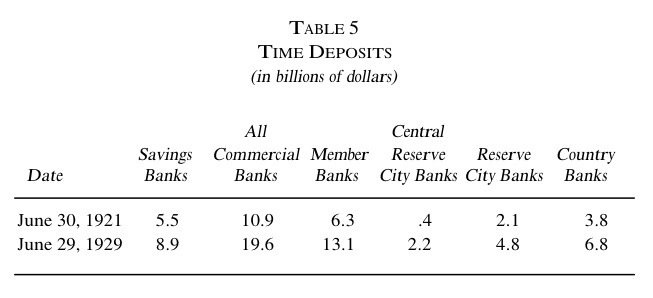 TABLE 5
TIME DEPOSITS
(in billions of dollars)
All Central
Savings Commercial Member Reserve Reserve Country
Date Banks Banks Banks City Banks City Banks Banks
June 30, 1921 5.5 10.9 6.3 .4 2.1 3.8
June 29, 1929 8.9 19.6 13.1 2.2 4.8 6.8